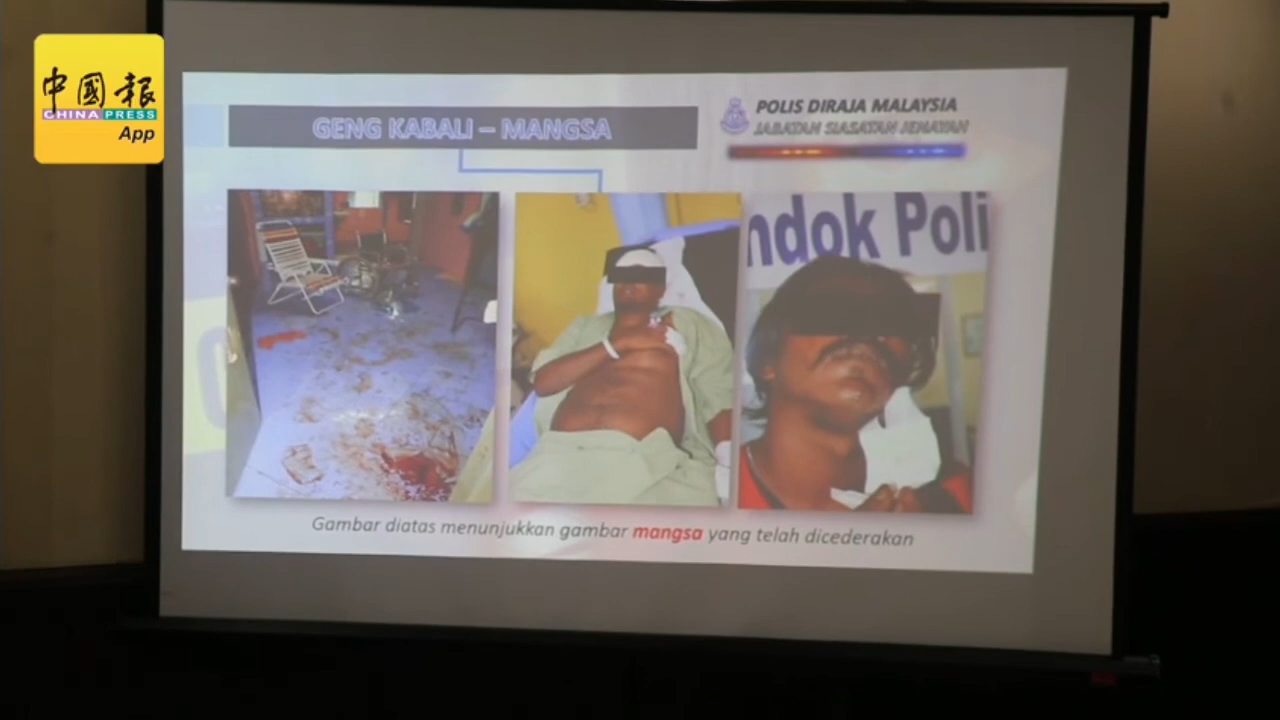 中國報
CHINA PRESS
App
GENG KABALI – MANGSA
POLIS DIRAJA MALAYSIA
JABATAN SIASATAN JENAYAH
ndok Poli
Gambar diatas menunjukkan gambar mangsa yang telah dicederakan